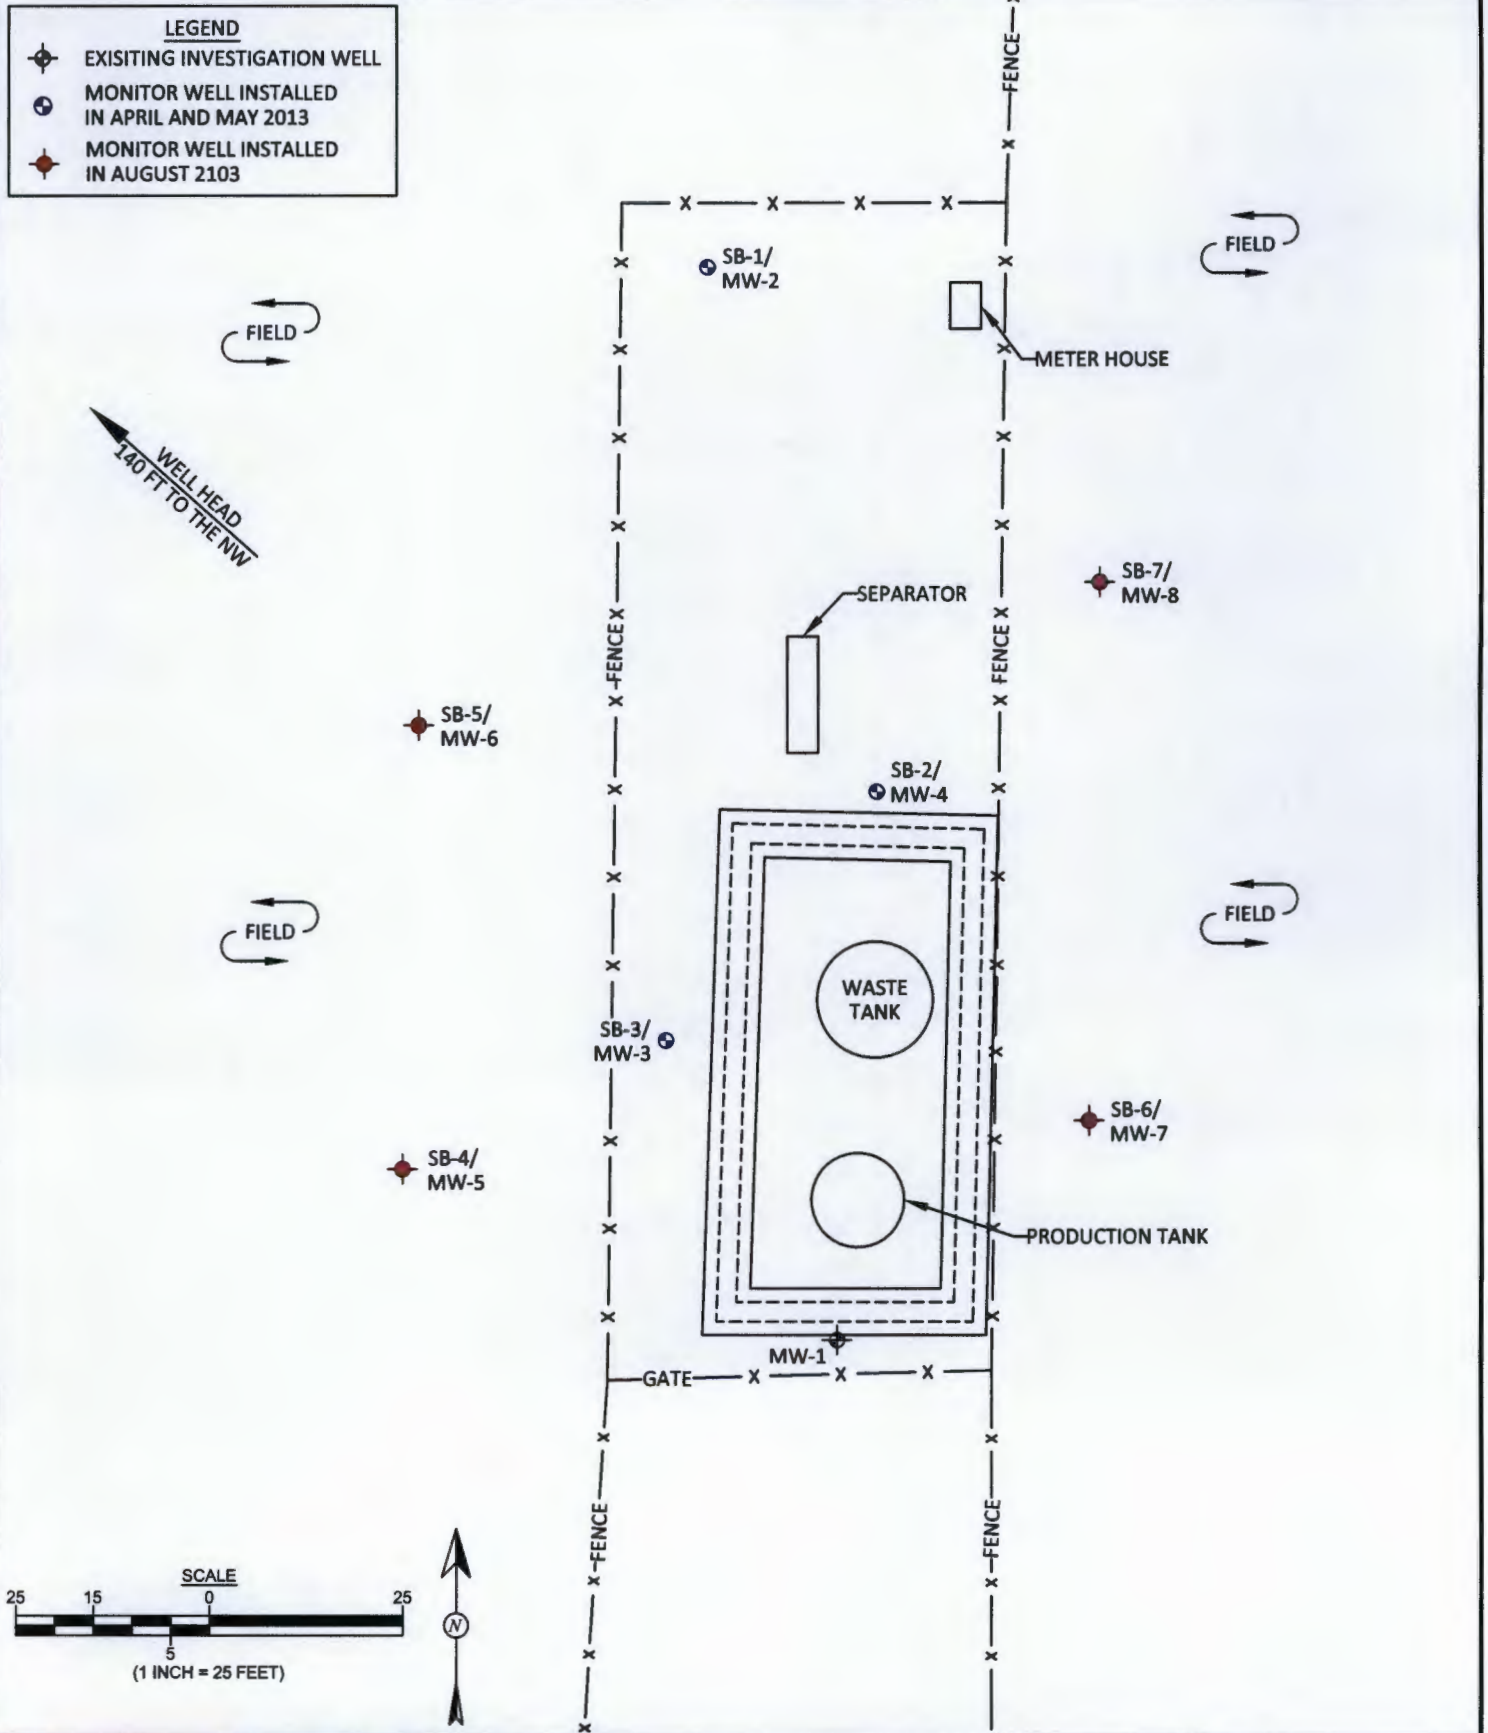 LEGEND
EXISITING INVESTIGATION WELL
MONITOR WELL INSTALLED
IN APRIL AND MAY 2013
MONITOR WELL INSTALLED
IN AUGUST 2103
FENCE
X X X X
SB-1/
MW-2
FIELD
FIELD
METER HOUSE
WELL HEAD
140 FT TO THE NW
SEPARATOR
SB-7/
MW-8
FENCE
FENCE
SB-5/
MW-6
SB-2/
MW-4
FIELD
FIELD
WASTE
TANK
SB-3/
MW-3
SB-6/
MW-7
SB-4/
MW-5
PRODUCTION TANK
MW-1
GATE X X X
FENCE
FENCE
SCALE
25 15 0 25
5
(1 INCH = 25 FEET)
N